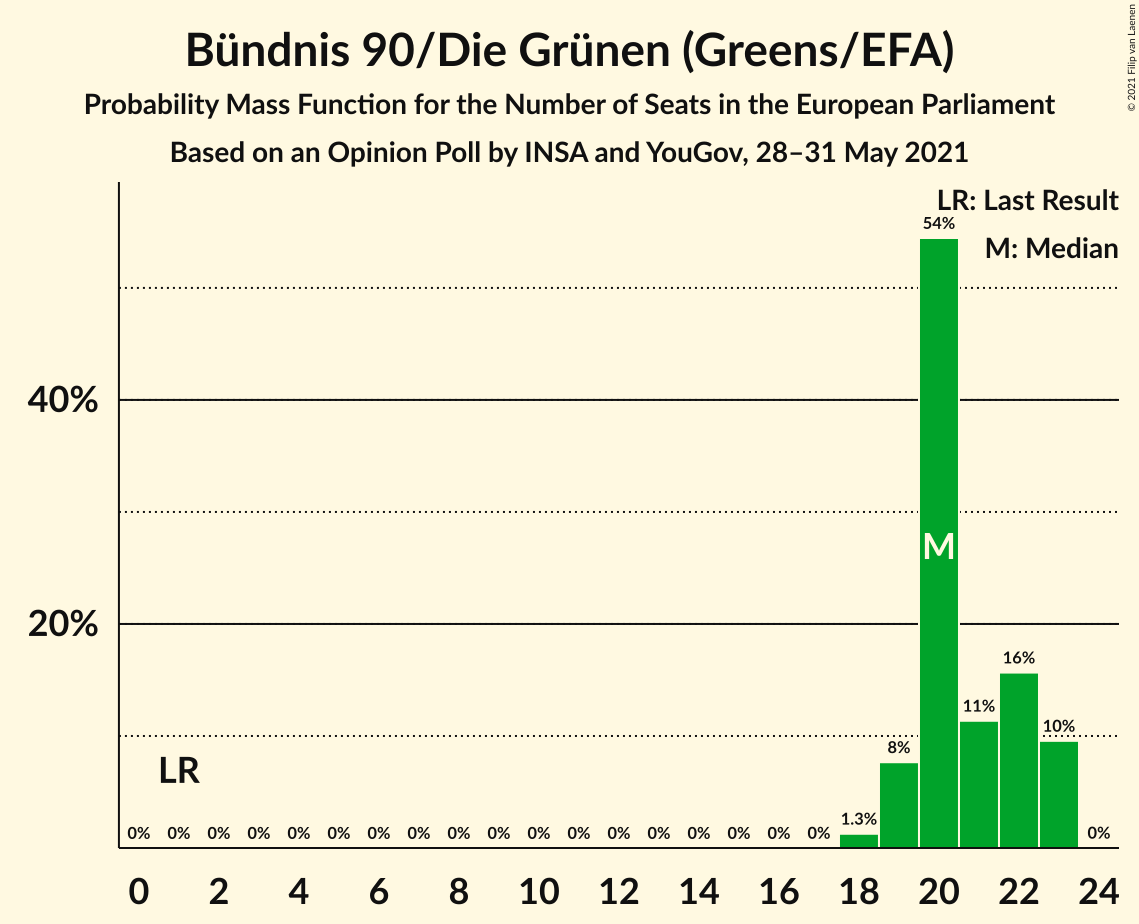 Bündnis 90/Die Grünen (Greens/EFA)
Probability Mass Function for the Number of Seats in the European Parliament
Based on an Opinion Poll by INSA and YouGov, 28–31 May 2021
© 2021 Filip van Laenen
LR: Last Result
M: Median
54%
40%
M
20%
16%
11%
10%
8%
LR
1.3%
0% 0% 0% 0% 0% 0% 0% 0% 0% 0% 0% 0% 0% 0% 0% 0% 0% 0% 0%
0 2 4 6 8 10 12 14 16 18 20 22 24